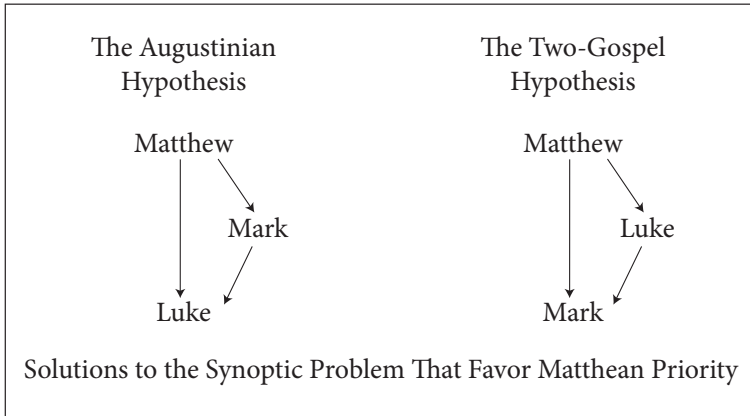 The Augustinian
Hypothesis
Matthew
Mark
Luke
The Two-Gospel
Hypothesis
Matthew
Luke
Mark
Solutions to the Synoptic Problem That Favor Matthean Priority